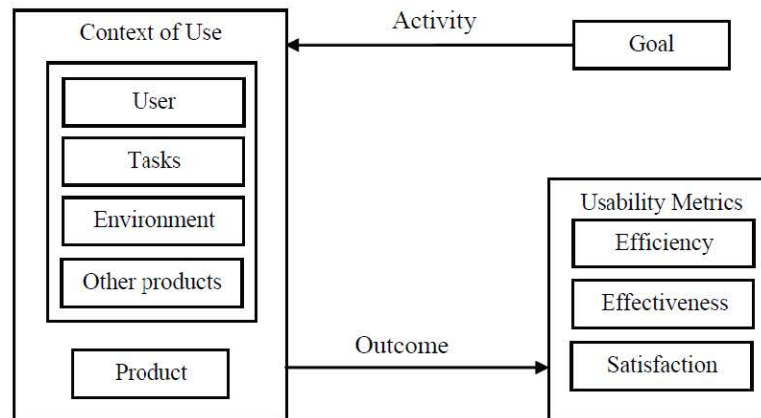 Context of Use
User
Tasks
Environment
Other products
Product
Activity
Goal
Outcome
Usability Metrics
Efficiency
Effectiveness
Satisfaction